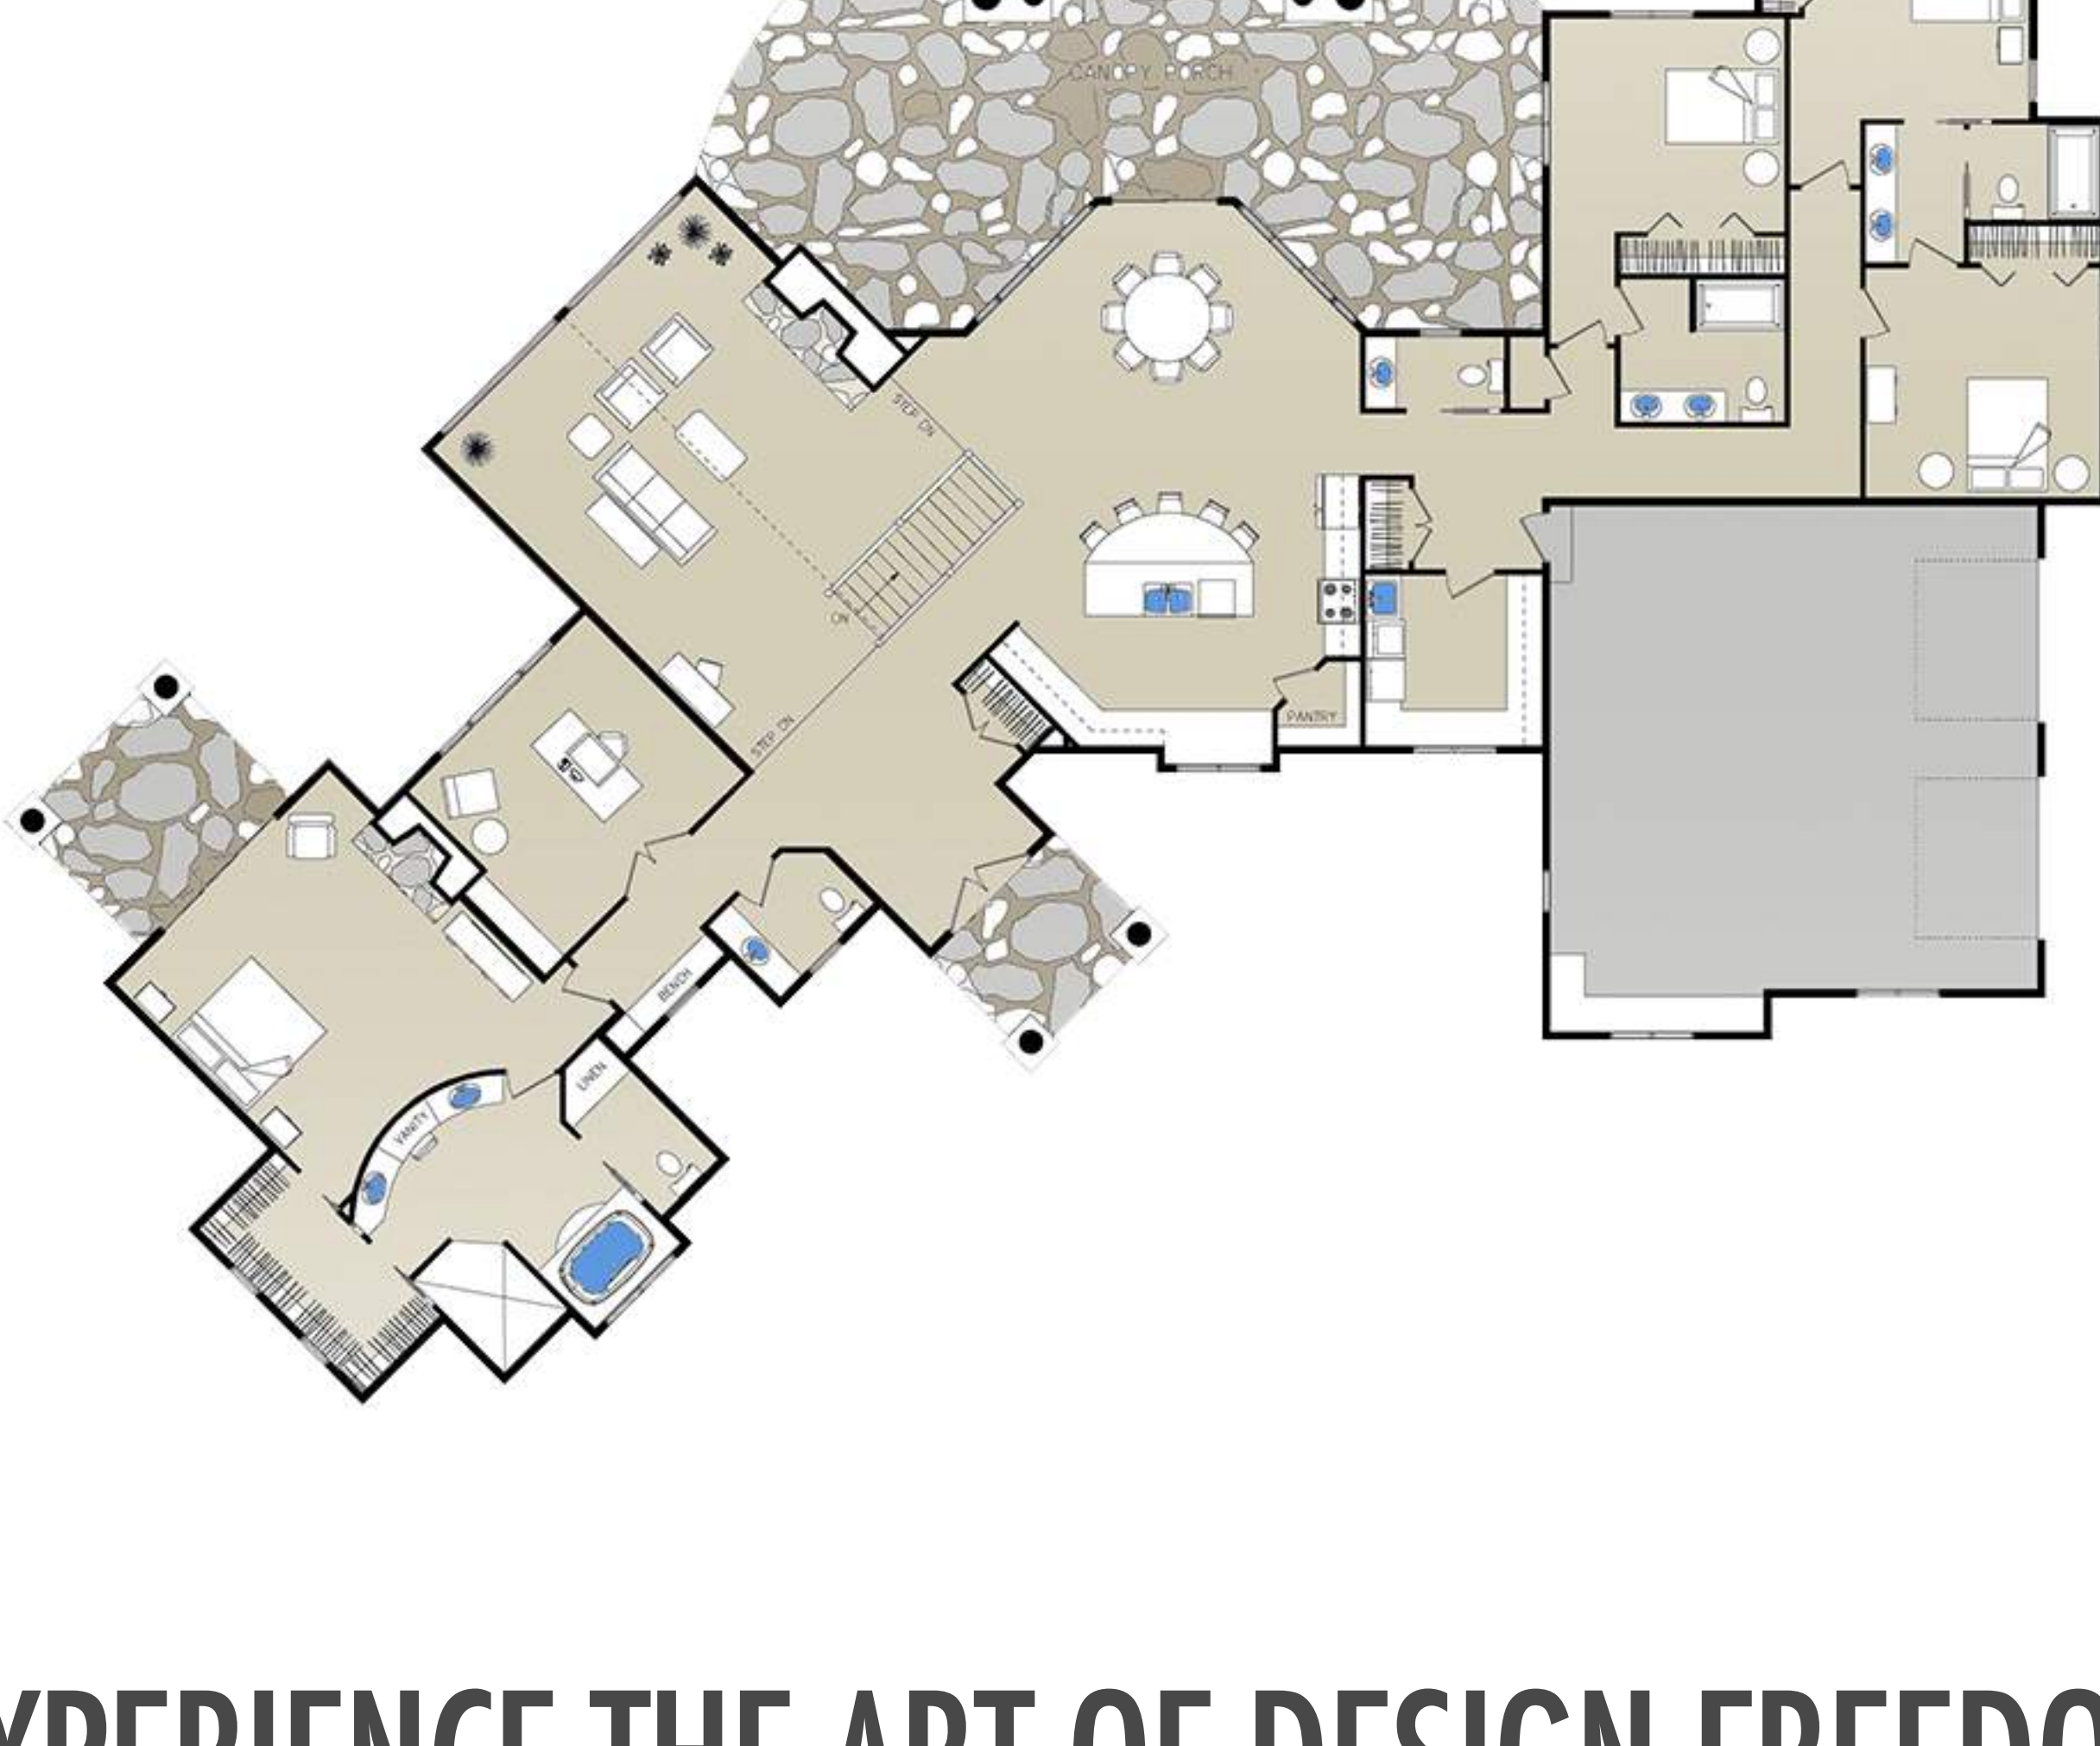 CANOPY PORCH
STEP DN
DN
STEP DN
PANTRY
BENCH
LINEN
VANITY
XPERIENCE THE ART OF DESIGN FREEDO